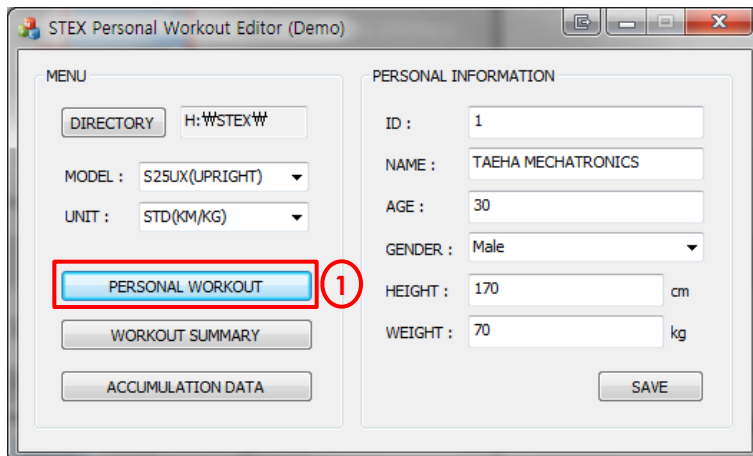 STEX Personal Workout Editor (Demo)
MENU
DIRECTORY H:₩STEX₩
MODEL : S25UX(UPRIGHT)
UNIT : STD(KM/KG)
PERSONAL WORKOUT 1
WORKOUT SUMMARY
ACCUMULATION DATA
PERSONAL INFORMATION
ID : 1
NAME : TAEHA MECHATRONICS
AGE : 30
GENDER : Male
HEIGHT : 170 cm
WEIGHT : 70 kg
SAVE